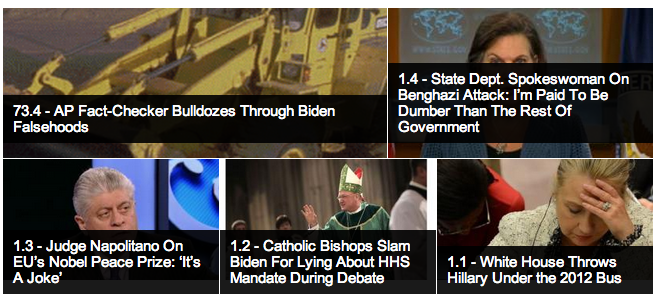 WWW.STATE.GOV
73.4 - AP Fact-Checker Bulldozes Through Biden
Falsehoods
1.4 - State Dept. Spokeswoman On
Benghazi Attack: I'm Paid To Be
Dumber Than The Rest Of
Government
1.3 - Judge Napolitano On
EU's Nobel Peace Prize: 'It's
A Joke'
1.2 - Catholic Bishops Slam
Biden For Lying About HHS
Mandate During Debate
1.1 - White House Throws
Hillary Under the 2012 Bus